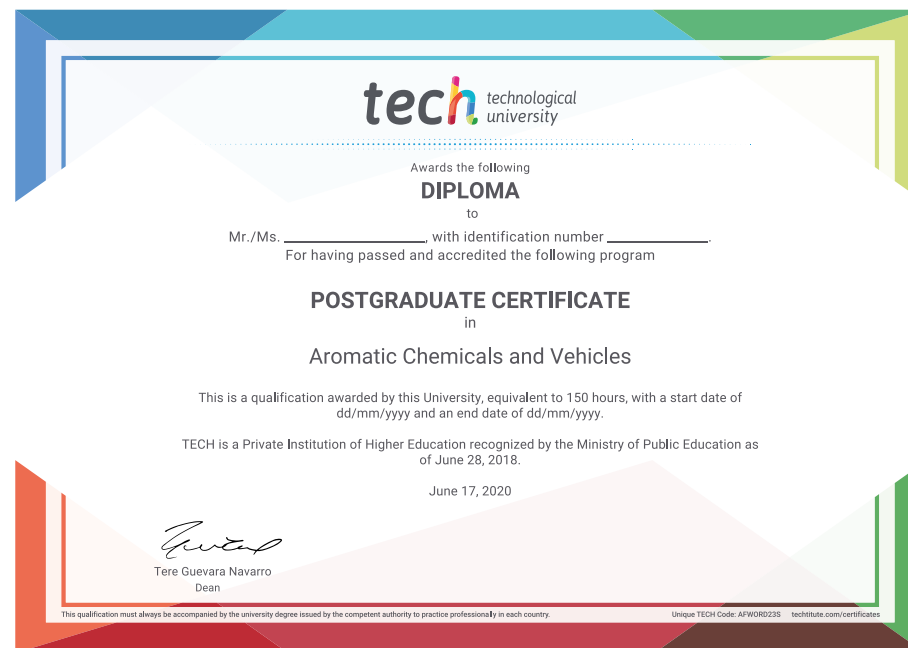 tech technological
university
Awards the following
DIPLOMA
to
Mr./Ms. ____________________, with identification number ______________.
For having passed and accredited the following program
POSTGRADUATE CERTIFICATE
in
Aromatic Chemicals and Vehicles
This is a qualification awarded by this University, equivalent to 150 hours, with a start date of
dd/mm/yyyy and an end date of dd/mm/yyyy.
TECH is a Private Institution of Higher Education recognized by the Ministry of Public Education as
of June 28, 2018.
June 17, 2020
Tere Guevara Navarro
Dean
This qualification must always be accompanied by the university degree issued by the competent authority to practice professionally in each country. Unique TECH Code: AFWORD23S techtitute.com/certificates